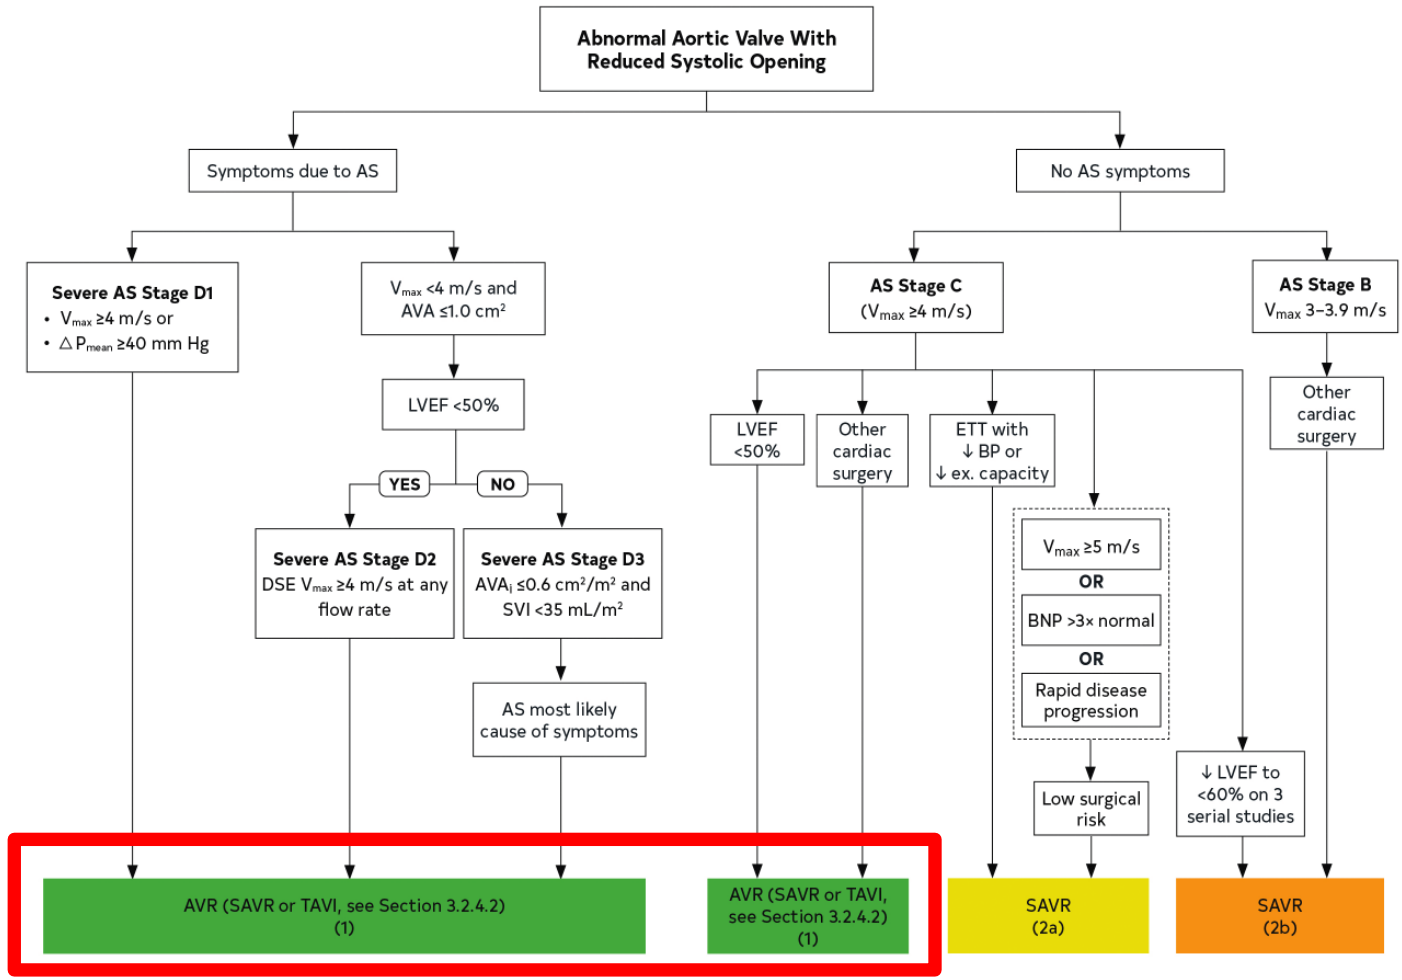 Abnormal Aortic Valve With
Reduced Systolic Opening
Symptoms due to AS
No AS symptoms
Severe AS Stage D1
• Vmax ≥4 m/s or
• △ Pmean ≥40 mm Hg
Vmax <4 m/s and
AVA ≤1.0 cm²
AS Stage C
(Vmax ≥4 m/s)
AS Stage B
Vmax 3–3.9 m/s
LVEF <50%
YES
NO
Severe AS Stage D2
DSE Vmax ≥4 m/s at any
flow rate
Severe AS Stage D3
AVAi ≤0.6 cm²/m² and
SVI <35 mL/m²
AS most likely
cause of symptoms
LVEF
<50%
Other
cardiac
surgery
ETT with
↓ BP or
↓ ex. capacity
Vmax ≥5 m/s
OR
BNP >3× normal
OR
Rapid disease
progression
Low surgical
risk
↓ LVEF to
<60% on 3
serial studies
Other
cardiac
surgery
AVR (SAVR or TAVI, see Section 3.2.4.2)
(1)
AVR (SAVR or TAVI,
see Section 3.2.4.2)
(1)
SAVR
(2a)
SAVR
(2b)